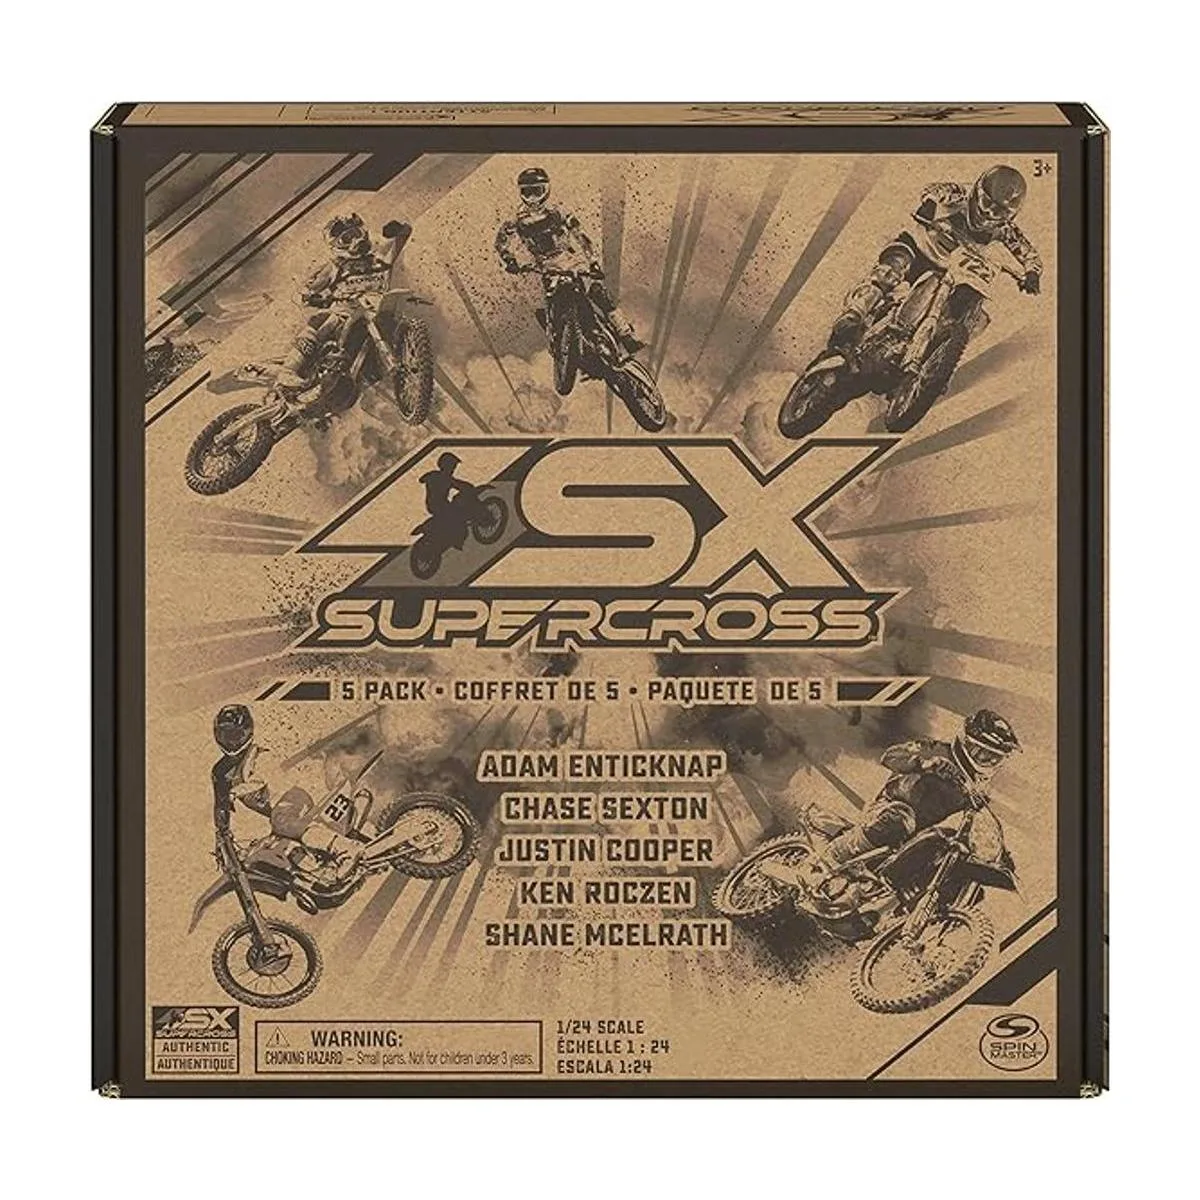 3+
722
SX
SUPERCROSS
5 PACK • COFFRET DE 5 • PAQUETE DE 5
ADAM ENTICKNAP
CHASE SEXTON
JUSTIN COOPER
KEN ROCZEN
SHANE MCELRATH
23
SX
SUPERCROSS
AUTHENTIC
AUTHENTIQUE
WARNING:
CHOKING HAZARD – Small parts. Not for children under 3 years.
1/24 SCALE
ÉCHELLE 1 : 24
ESCALA 1:24
SPIN
MASTER